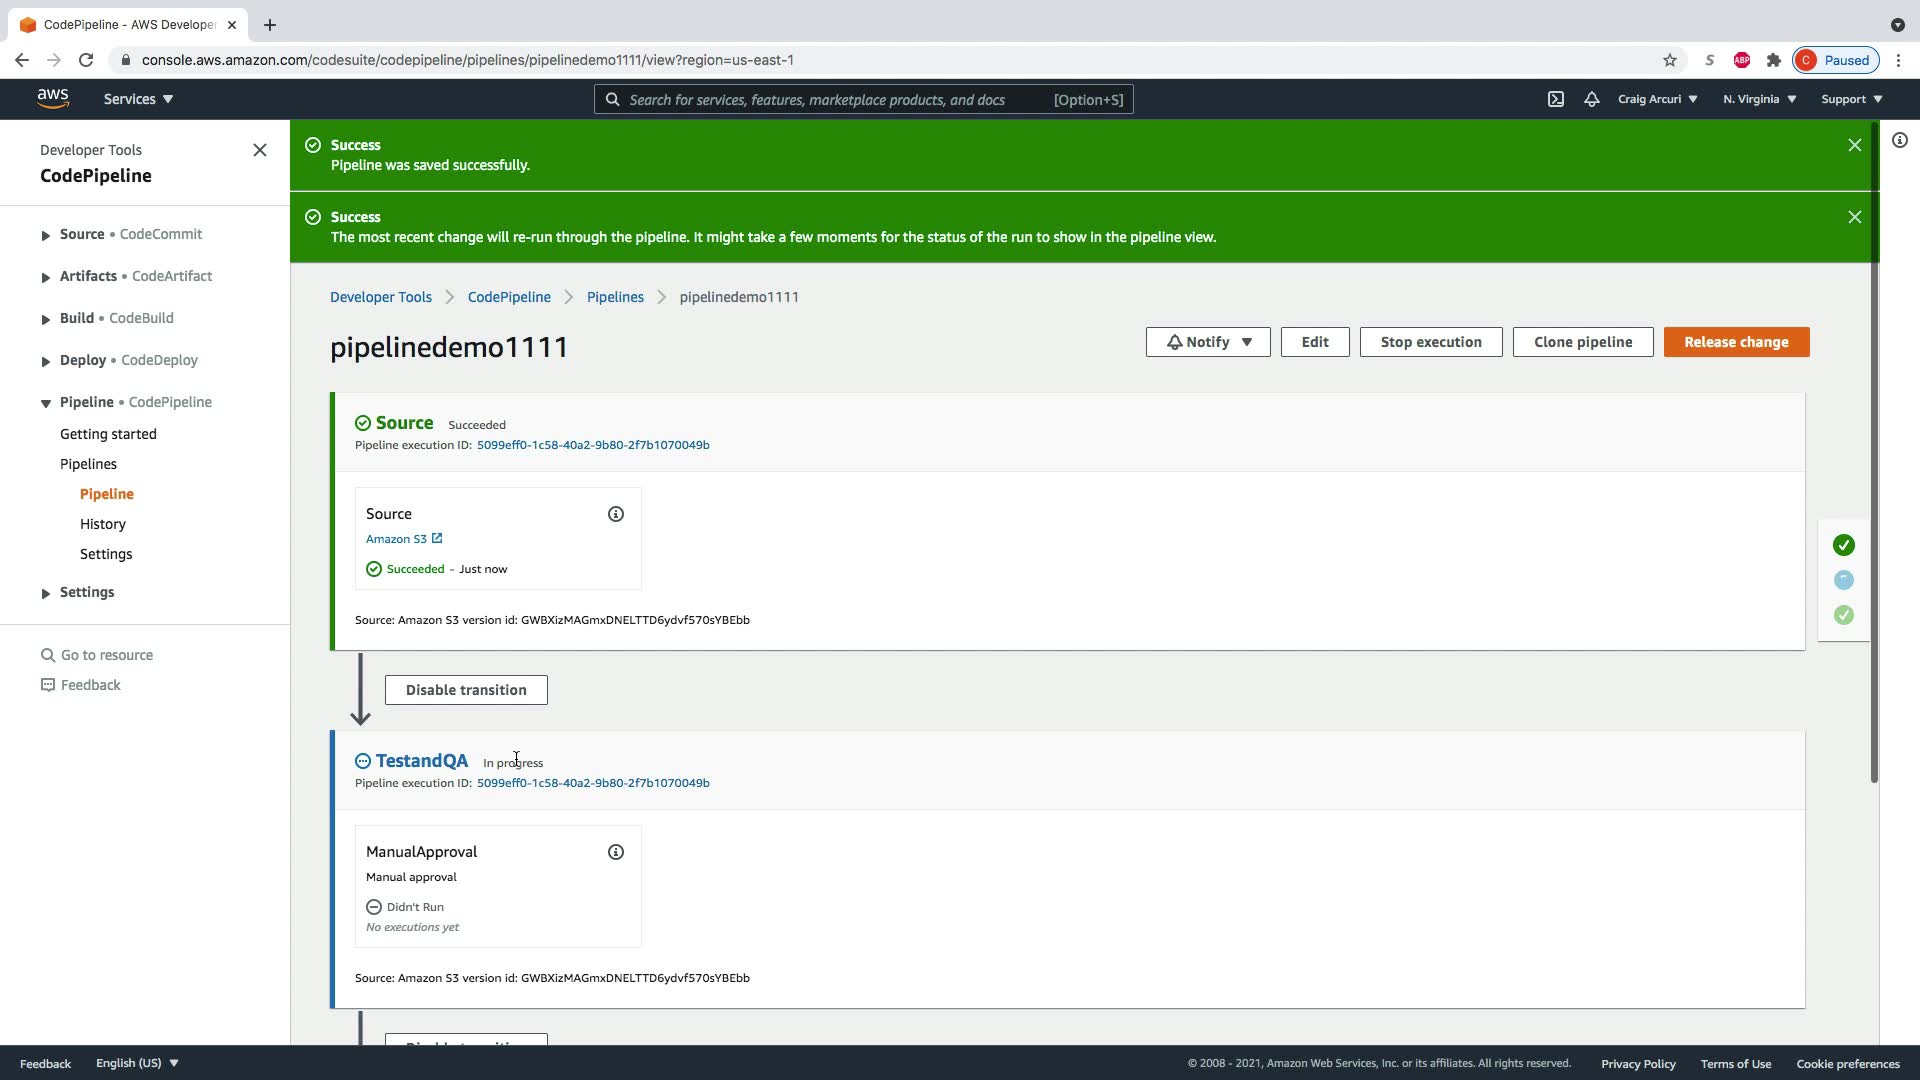 CodePipeline - AWS Developer
console.aws.amazon.com/codesuite/codepipeline/pipelines/pipelinedemo1111/view?region=us-east-1
S
ABP
C Paused
aws
Services
Search for services, features, marketplace products, and docs [Option+S]
Craig Arcuri
N. Virginia
Support
Developer Tools
CodePipeline
Source • CodeCommit
Artifacts • CodeArtifact
Build • CodeBuild
Deploy • CodeDeploy
Pipeline • CodePipeline
Getting started
Pipelines
Pipeline
History
Settings
Settings
Go to resource
Feedback
Success
Pipeline was saved successfully.
Success
The most recent change will re-run through the pipeline. It might take a few moments for the status of the run to show in the pipeline view.
Developer Tools > CodePipeline > Pipelines > pipelinedemo1111
pipelinedemo1111
Notify
Edit
Stop execution
Clone pipeline
Release change
Source Succeeded
Pipeline execution ID: 5099eff0-1c58-40a2-9b80-2f7b1070049b
Source
Amazon S3
Succeeded - Just now
Source: Amazon S3 version id: GWBXizMAGmxDNELTTD6ydvf570sYBEbb
Disable transition
TestandQA In progress
Pipeline execution ID: 5099eff0-1c58-40a2-9b80-2f7b1070049b
ManualApproval
Manual approval
Didn't Run
No executions yet
Source: Amazon S3 version id: GWBXizMAGmxDNELTTD6ydvf570sYBEbb
Feedback
English (US)
© 2008 - 2021, Amazon Web Services, Inc. or its affiliates. All rights reserved.
Privacy Policy
Terms of Use
Cookie preferences